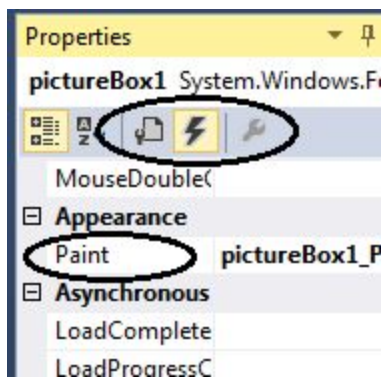 Properties
pictureBox1 System.Windows.Fo
A
Z
MouseDouble
Appearance
Paint pictureBox1_P
Asynchronous
LoadComplete
LoadProgressC